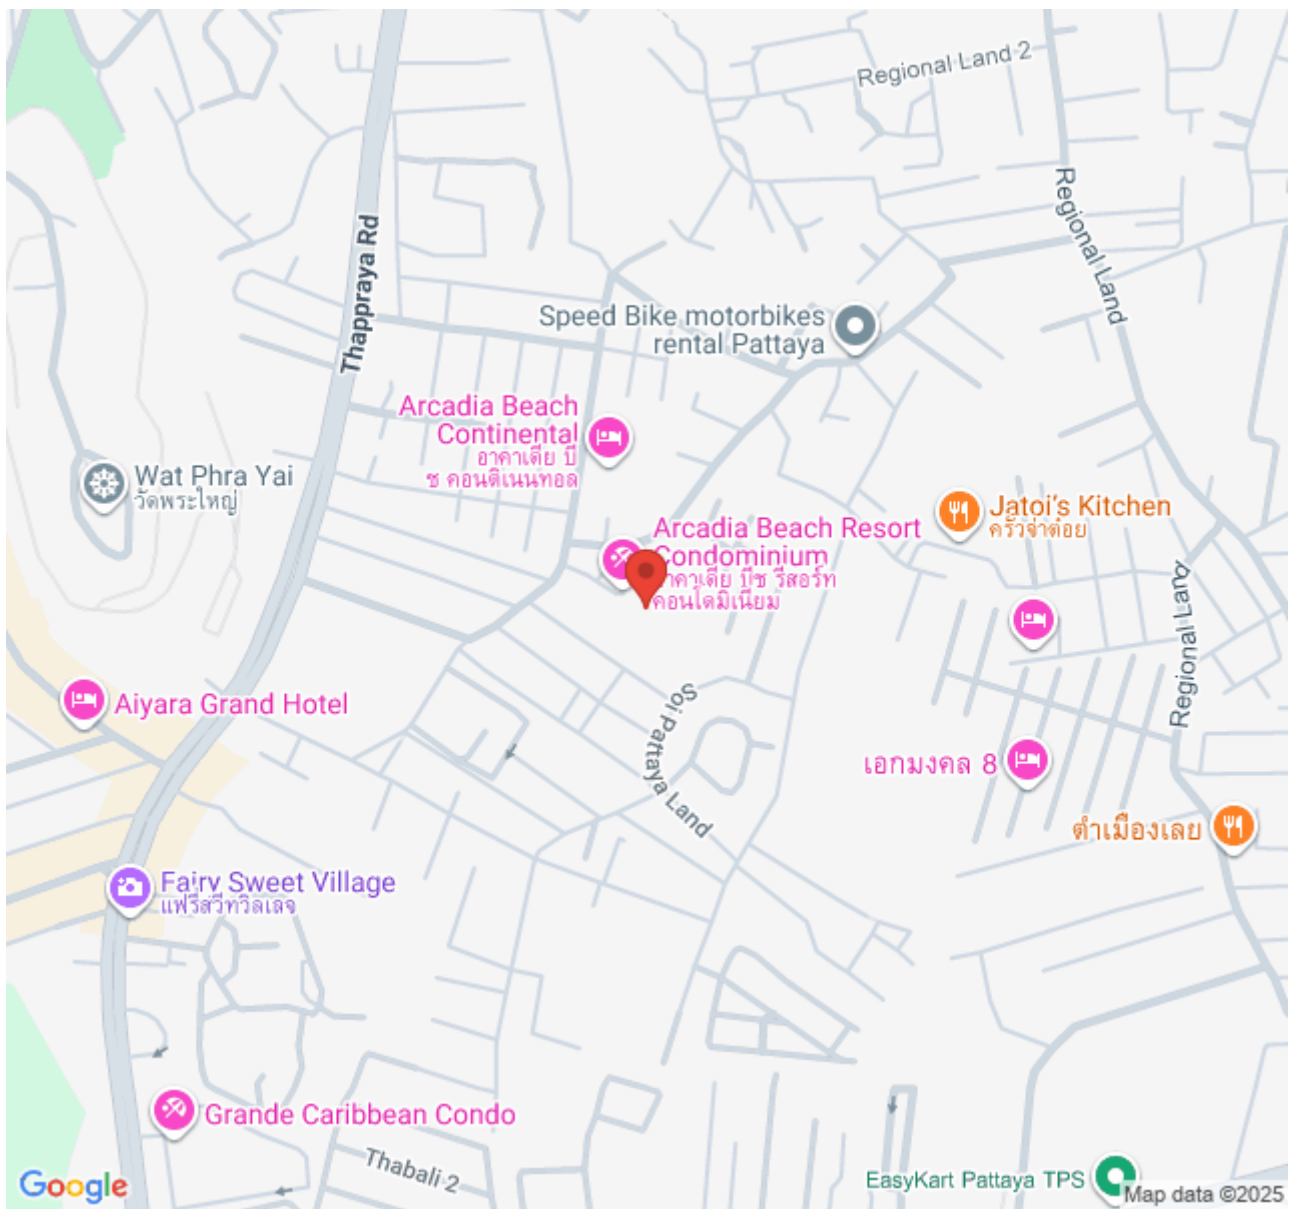 Regional Land 2
Regional Land
Thappraya Rd
Speed Bike motorbikes
rental Pattaya
Arcadia Beach
Continental
อาคาเดีย บี
ช คอนติเนนทอล
Wat Phra Yai
วัดพระใหญ่
Jatoi's Kitchen
ครัวจ่าต่อย
Arcadia Beach Resort
Condominium
อาคาเดีย บีช รีสอร์ท
คอนโดมิเนียม
Regional Land
Aiyara Grand Hotel
Soi Pattaya Land
เอกมงคล 8
ตำเมืองเลย
Fairy Sweet Village
แฟรี่สวีทวิลเลจ
Grande Caribbean Condo
Thabali 2
EasyKart Pattaya TPS
Google
Map data ©2025